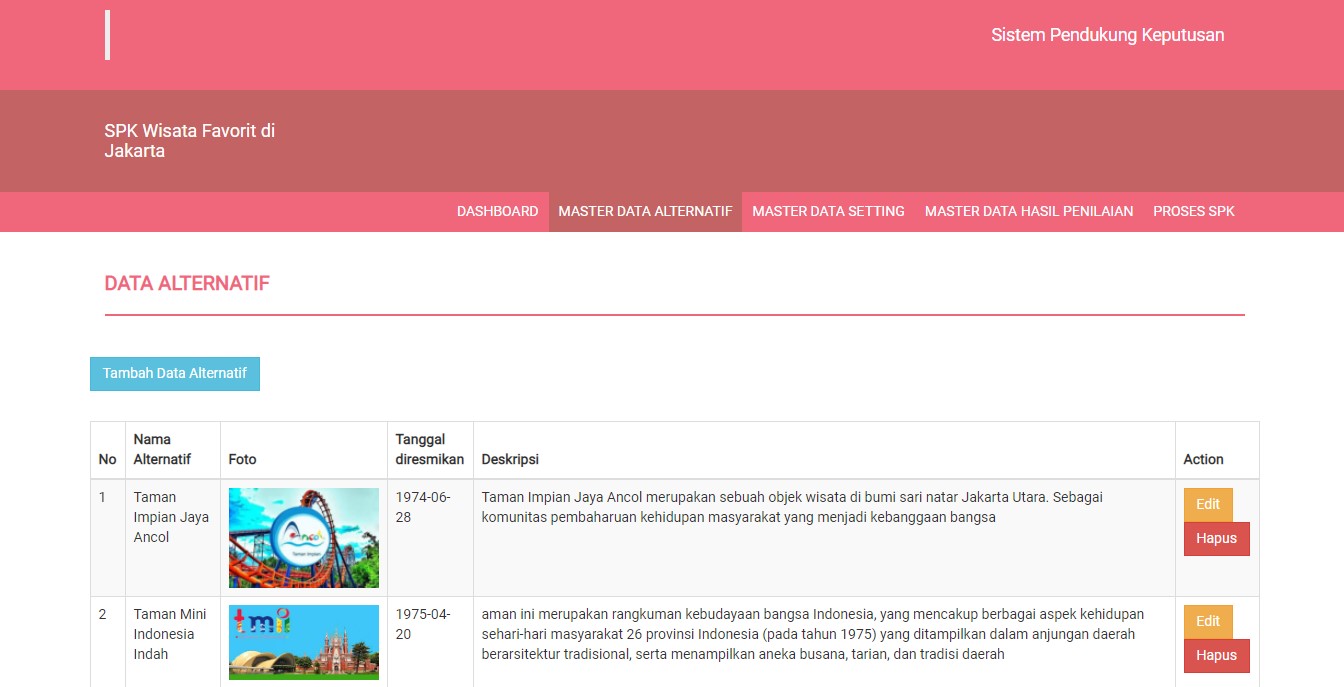 Sistem Pendukung Keputusan
SPK Wisata Favorit di
Jakarta
DASHBOARD MASTER DATA ALTERNATIF MASTER DATA SETTING MASTER DATA HASIL PENILAIAN PROSES SPK
DATA ALTERNATIF
Tambah Data Alternatif
No Nama Alternatif Foto Tanggal diresmikan Deskripsi Action
1
Taman
Impian Jaya
Ancol
Ancol
Taman Impian
1974-06-
28
Taman Impian Jaya Ancol merupakan sebuah objek wisata di bumi sari natar Jakarta Utara. Sebagai
komunitas pembaharuan kehidupan masyarakat yang menjadi kebanggaan bangsa
Edit
Hapus
2
Taman Mini
Indonesia
Indah
tmii
1975-04-
20
aman ini merupakan rangkuman kebudayaan bangsa Indonesia, yang mencakup berbagai aspek kehidupan
sehari-hari masyarakat 26 provinsi Indonesia (pada tahun 1975) yang ditampilkan dalam anjungan daerah
berarsitektur tradisional, serta menampilkan aneka busana, tarian, dan tradisi daerah
Edit
Hapus